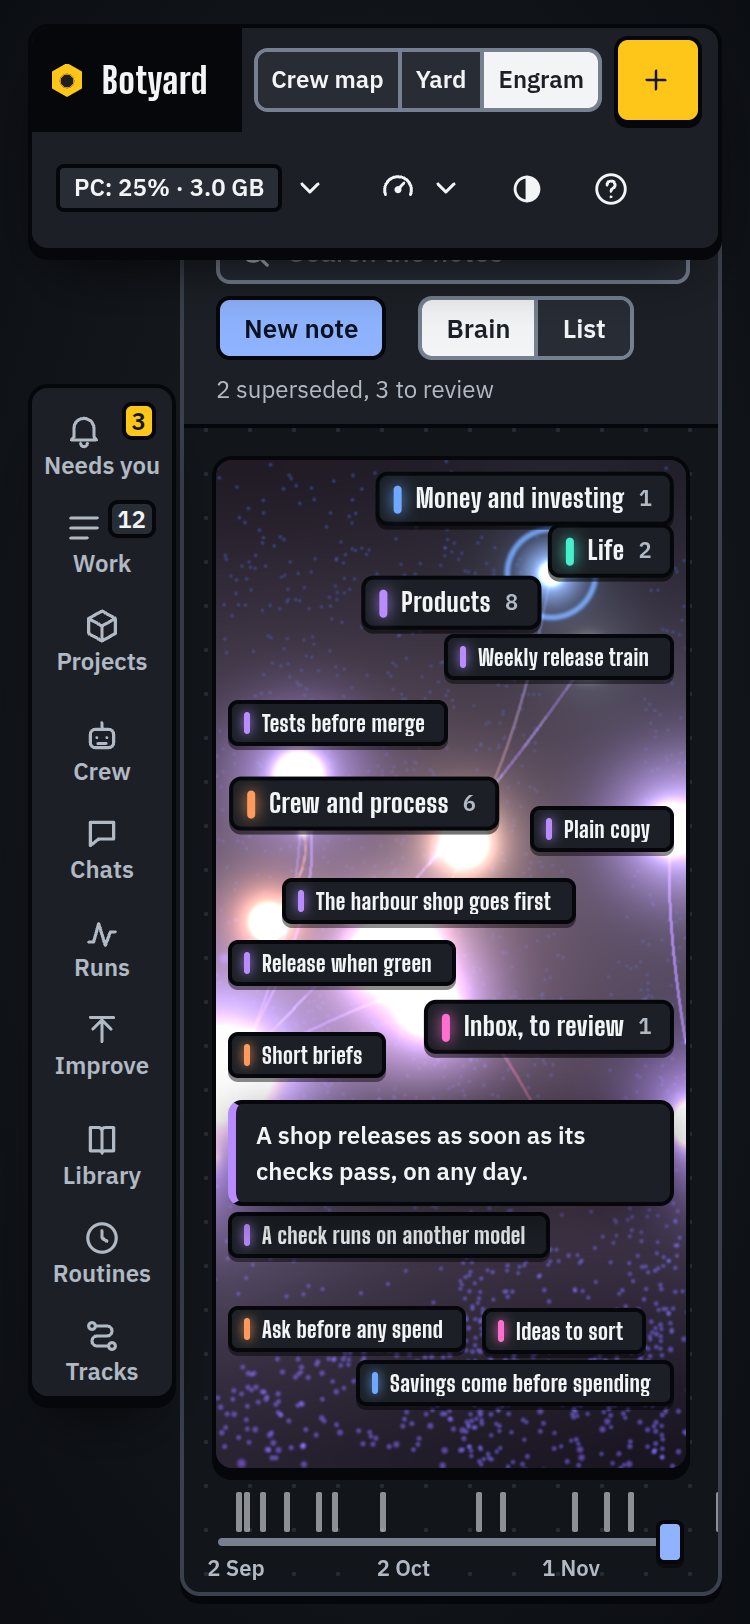 Botyard
Crew map
Yard
Engram
PC: 25% · 3.0 GB
New note
Brain
List
2 superseded, 3 to review
3
Needs you
12
Work
Projects
Crew
Chats
Runs
Improve
Library
Routines
Tracks
Money and investing 1
Life 2
Products 8
Weekly release train
Tests before merge
Crew and process 6
Plain copy
The harbour shop goes first
Release when green
Inbox, to review 1
Short briefs
A shop releases as soon as its
checks pass, on any day.
A check runs on another model
Ask before any spend
Ideas to sort
Savings come before spending
2 Sep
2 Oct
1 Nov